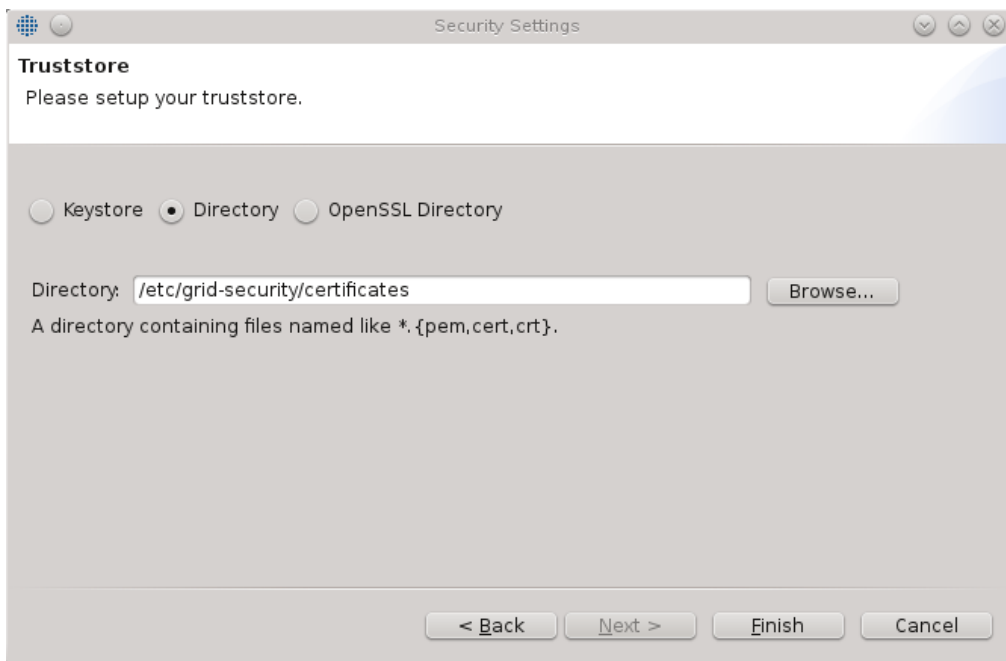 Security Settings
Truststore
Please setup your truststore.
Keystore Directory OpenSSL Directory
Directory: /etc/grid-security/certificates Browse...
A directory containing files named like *.{pem,cert,crt}.
< Back Next > Finish Cancel